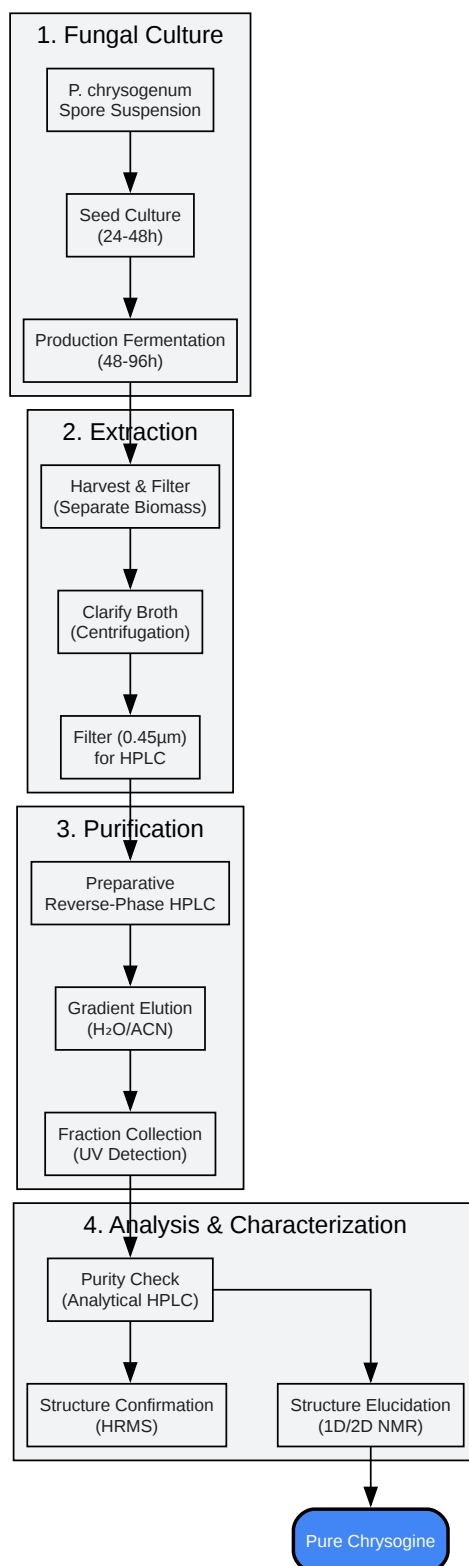 1. Fungal Culture
P. chrysogenum
Spore Suspension
Seed Culture
(24-48h)
Production Fermentation
(48-96h)
2. Extraction
Harvest & Filter
(Separate Biomass)
Clarify Broth
(Centrifugation)
Filter (0.45µm)
for HPLC
3. Purification
Preparative
Reverse-Phase HPLC
Gradient Elution
(H₂O/ACN)
Fraction Collection
(UV Detection)
4. Analysis & Characterization
Purity Check
(Analytical HPLC)
Structure Confirmation
(HRMS)
Structure Elucidation
(1D/2D NMR)
Pure Chrysogine